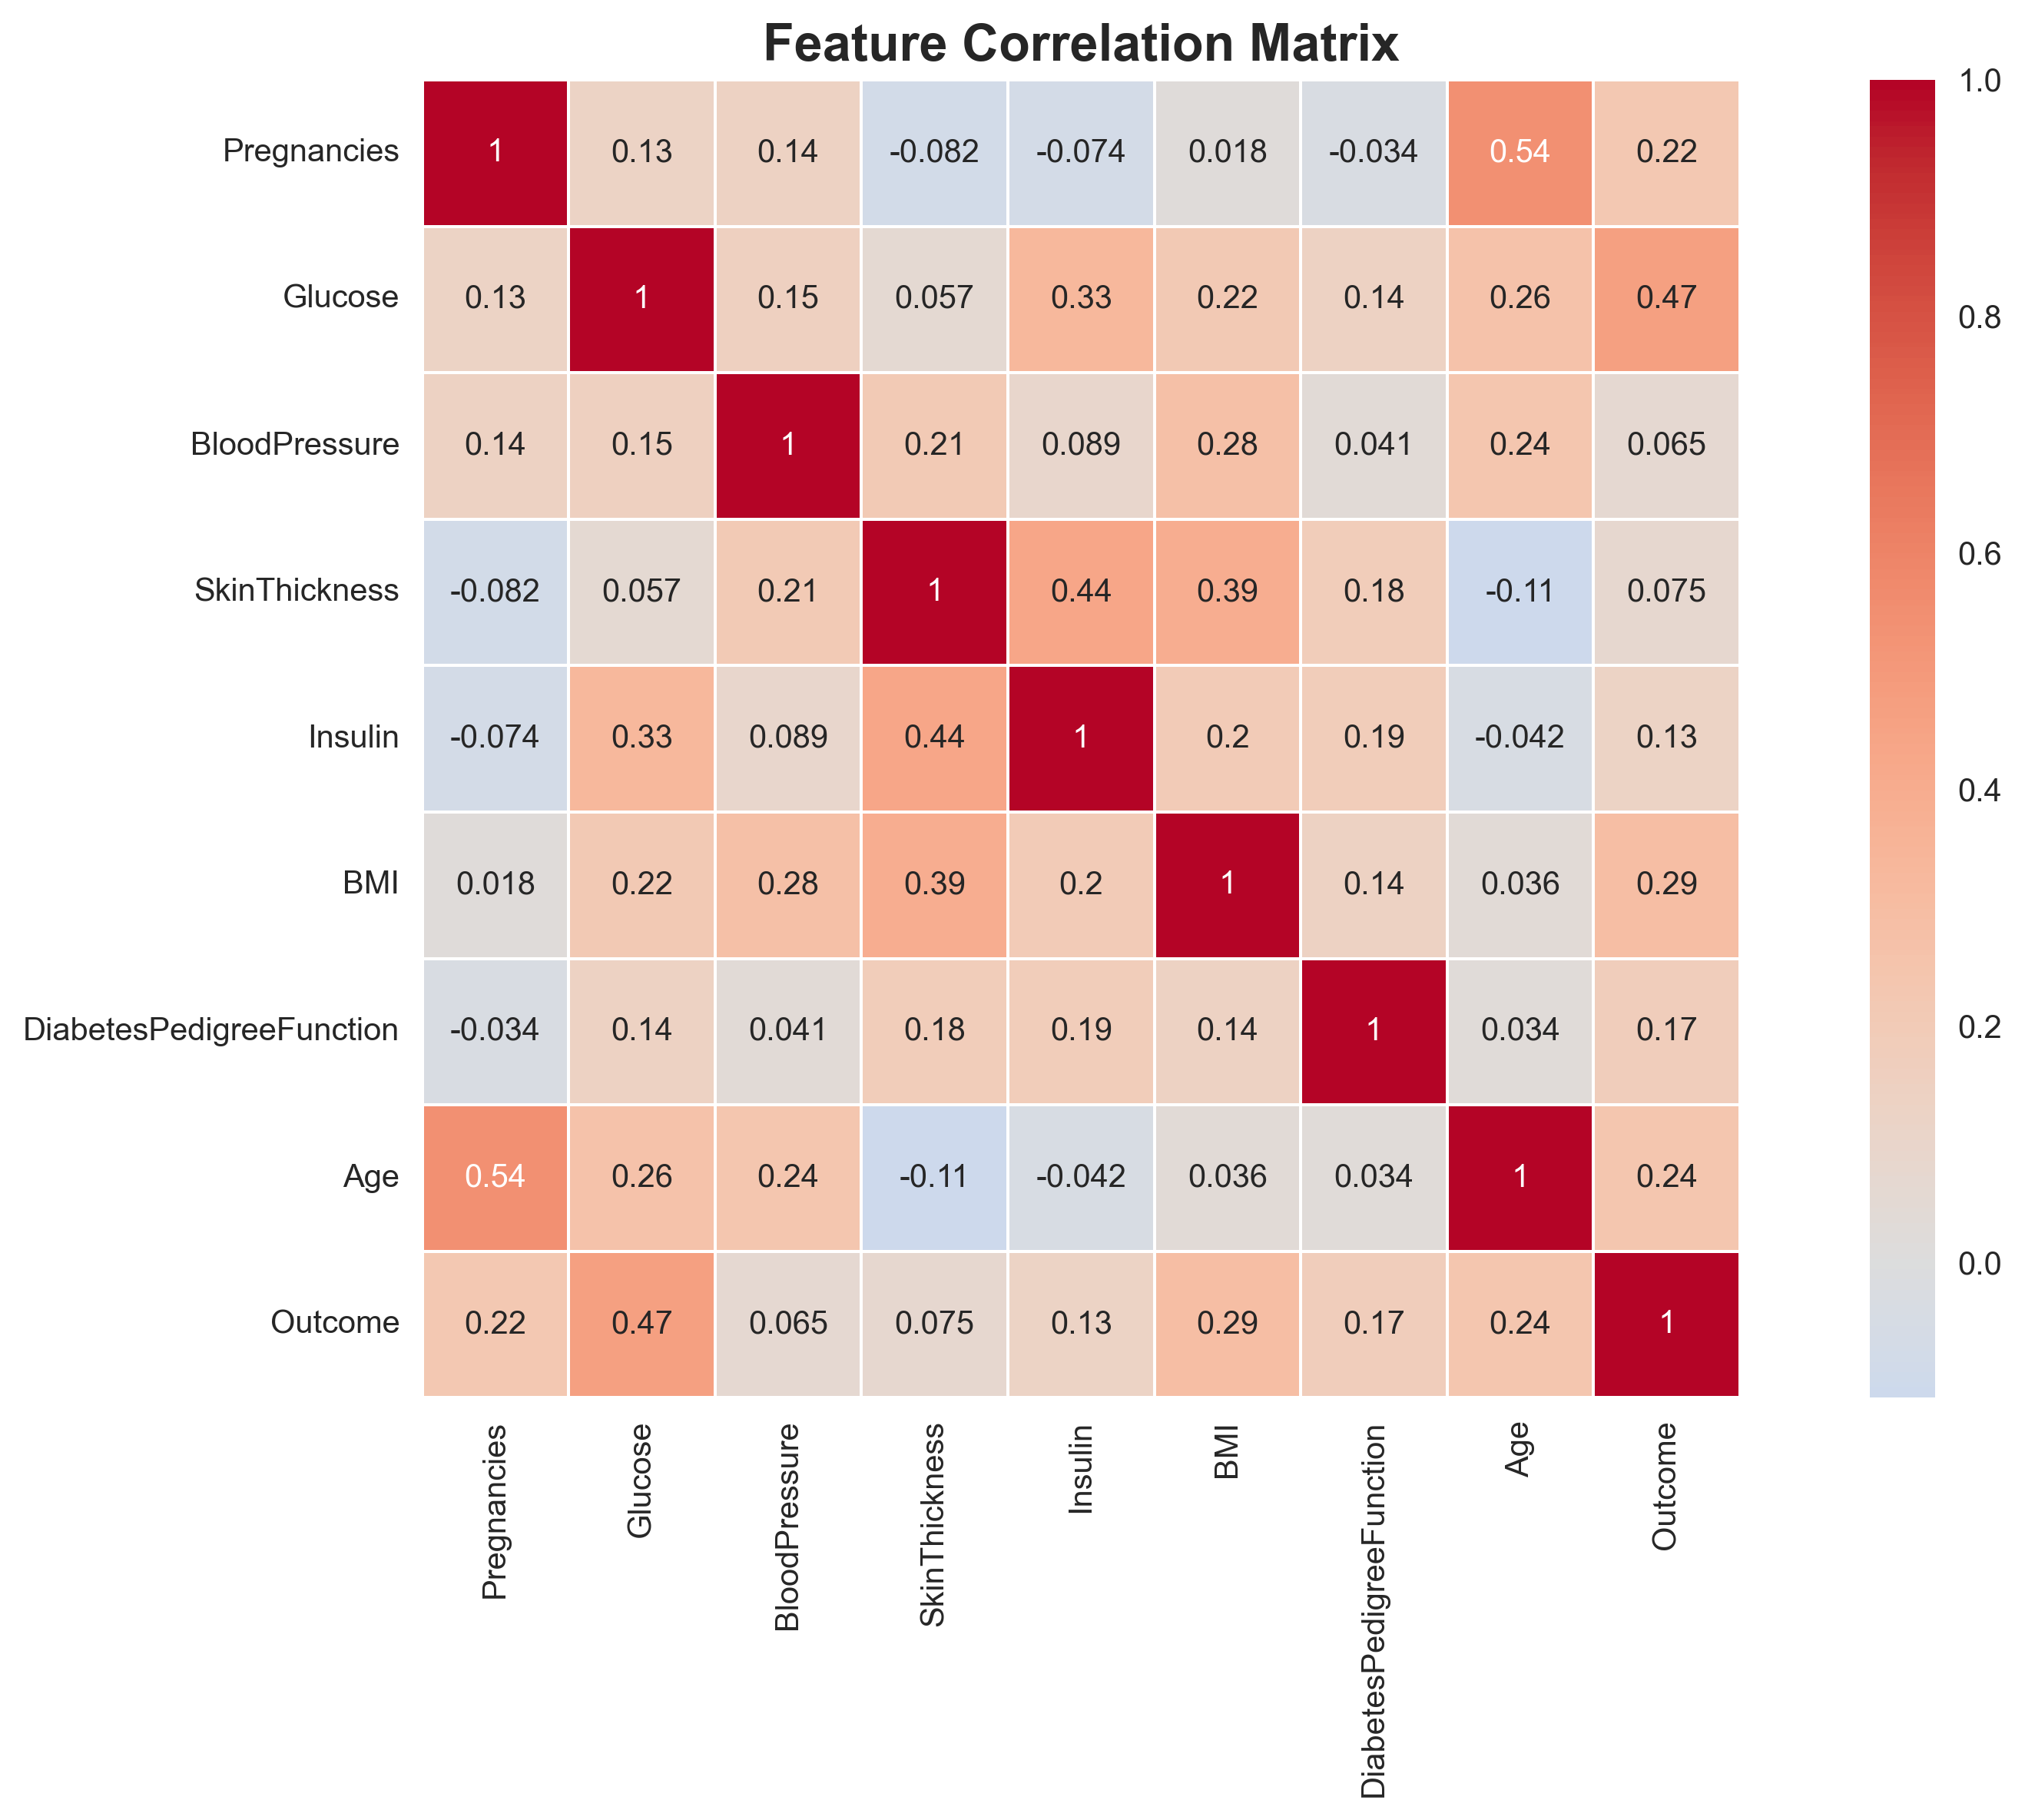 Feature Correlation Matrix
Pregnancies 1 0.13 0.14 -0.082 -0.074 0.018 -0.034 0.54 0.22
Glucose 0.13 1 0.15 0.057 0.33 0.22 0.14 0.26 0.47
BloodPressure 0.14 0.15 1 0.21 0.089 0.28 0.041 0.24 0.065
SkinThickness -0.082 0.057 0.21 1 0.44 0.39 0.18 -0.11 0.075
Insulin -0.074 0.33 0.089 0.44 1 0.2 0.19 -0.042 0.13
BMI 0.018 0.22 0.28 0.39 0.2 1 0.14 0.036 0.29
DiabetesPedigreeFunction -0.034 0.14 0.041 0.18 0.19 0.14 1 0.034 0.17
Age 0.54 0.26 0.24 -0.11 -0.042 0.036 0.034 1 0.24
Outcome 0.22 0.47 0.065 0.075 0.13 0.29 0.17 0.24 1
Pregnancies
Glucose
BloodPressure
SkinThickness
Insulin
BMI
DiabetesPedigreeFunction
Age
Outcome
1.0
0.8
0.6
0.4
0.2
0.0